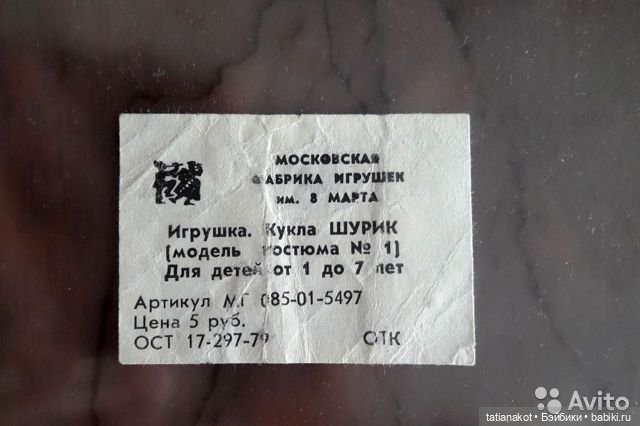 МОСКОВСКАЯ
ФАБРИКА ИГРУШЕК
им. 8 МАРТА
Игрушка. Кукла ШУРИК
(модель костюма № 1)
Для детей от 1 до 7 лет
Артикул МГ 085-01-5497
Цена 5 руб.
ОСТ 17-297-79 ОТК
Avito
tatianakot • Бэйбики • babiki.ru